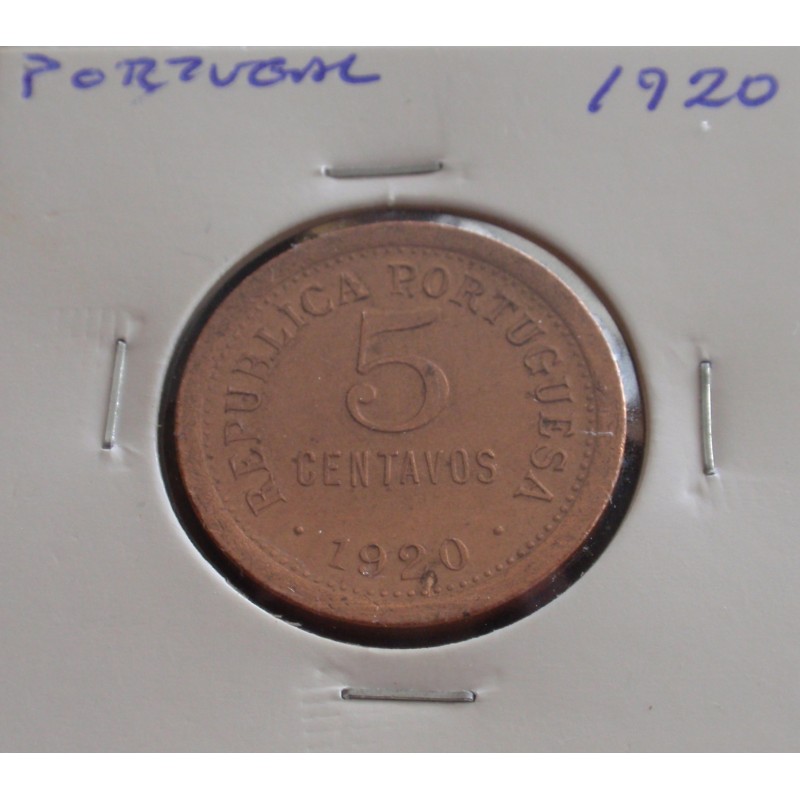 PORTUGAL 1920
REPUBLICA PORTUGUESA
5
CENTAVOS
· 1920 ·